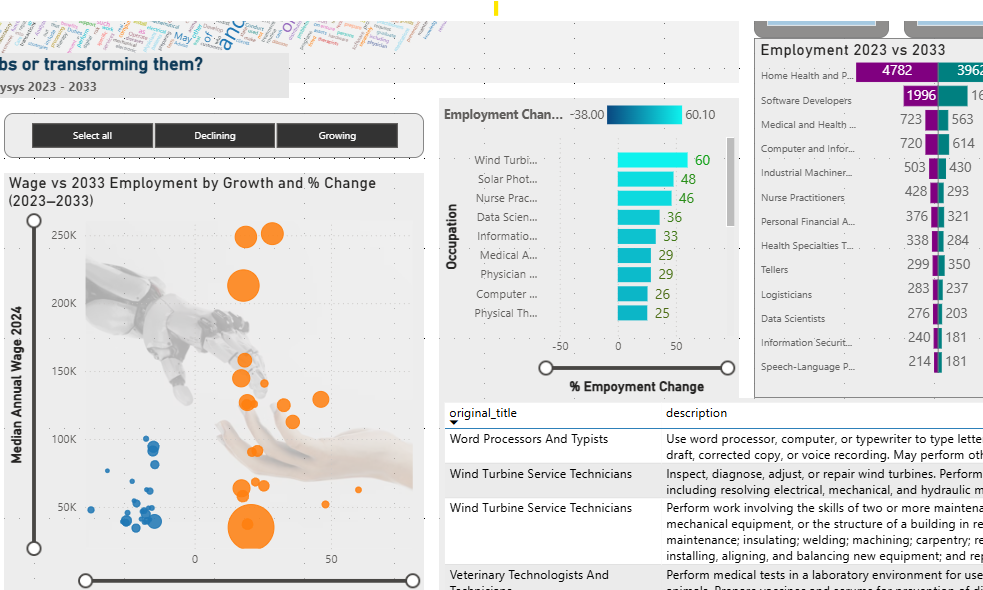 May
of
and
bs or transforming them?
ysys 2023 - 2033
Select all
Declining
Growing
Wage vs 2033 Employment by Growth and % Change
(2023–2033)
Median Annual Wage 2024
250K
200K
150K
100K
50K
0
50
Employment Chan...
-38.00
60.10
Occupation
Wind Turbi... 60
Solar Phot... 48
Nurse Prac... 46
Data Scien... 36
Informatio... 33
Medical A... 29
Physician ... 29
Computer ... 26
Physical Th... 25
-50 0 50
% Empoyment Change
Employment 2023 vs 2033
Home Health and P... 4782 3962
Software Developers 1996
Medical and Health ... 723 563
Computer and Infor... 720 614
Industrial Machiner... 503 430
Nurse Practitioners 428 293
Personal Financial A... 376 321
Health Specialties T... 338 284
Tellers 299 350
Logisticians 283 237
Data Scientists 276 203
Information Securit... 240 181
Speech-Language P... 214 181
original_title description
Word Processors And Typists Use word processor, computer, or typewriter to type lette
draft, corrected copy, or voice recording. May perform oth
Wind Turbine Service Technicians Inspect, diagnose, adjust, or repair wind turbines. Perform
including resolving electrical, mechanical, and hydraulic m
Wind Turbine Service Technicians Perform work involving the skills of two or more maintena
mechanical equipment, or the structure of a building in re
maintenance; insulating; welding; machining; carpentry; re
installing, aligning, and balancing new equipment; and rep
Veterinary Technologists And Perform medical tests in a laboratory environment for use